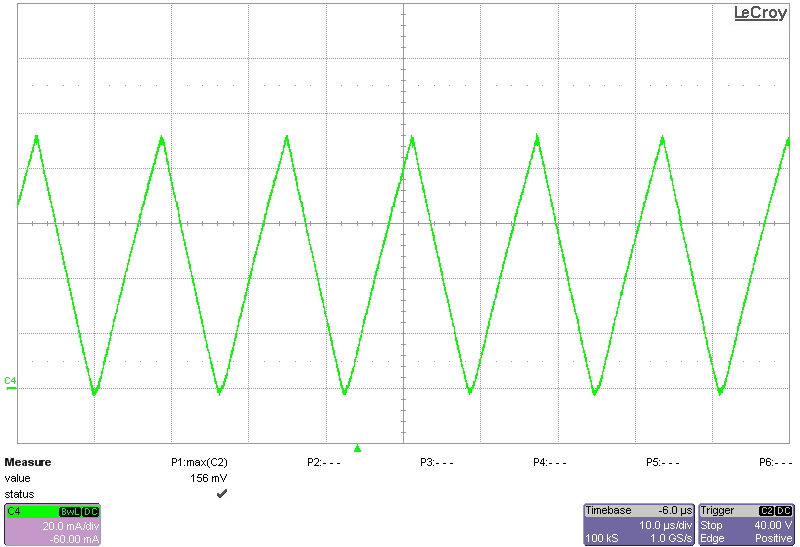 LeCroy
C4
Measure P1:max(C2) P2:- - - P3:- - - P4:- - - P5:- - - P6:- - -
value 156 mV
status ✔
C4 BwL DC
20.0 mA/div
-60.00 mA
Timebase -6.0 µs
10.0 µs/div
100 kS 1.0 GS/s
Trigger C2 DC
Stop 40.00 V
Edge Positive